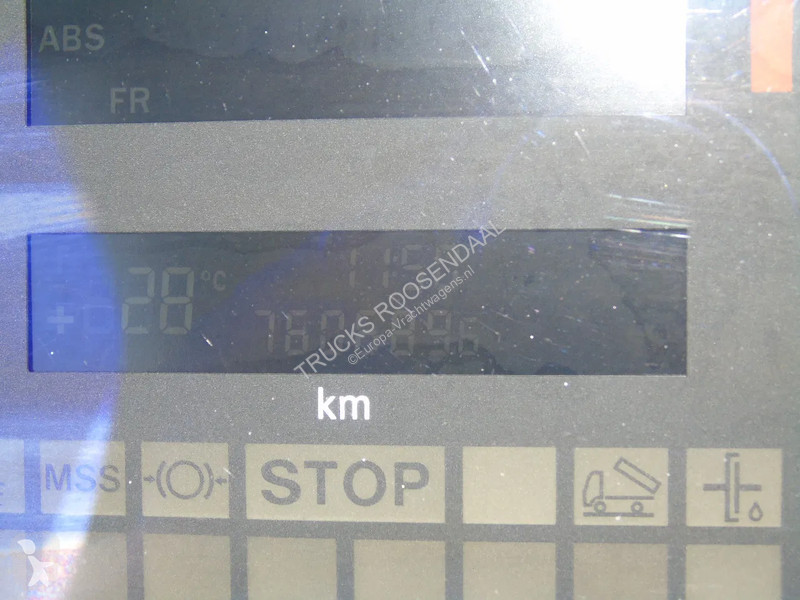 ABS
FR
28 °C
TRUCKS ROOSENDAAL
©Europa-Vrachtwagens.nl
km
MSS
STOP